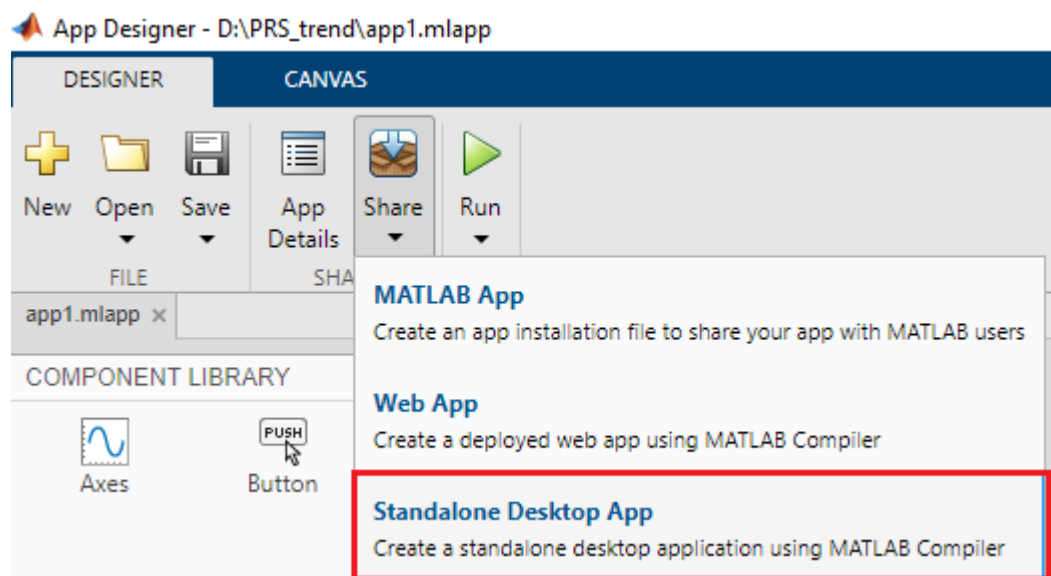 App Designer - D:\PRS_trend\app1.mlapp
DESIGNER CANVAS
New Open Save App Details Share Run
FILE SHA
app1.mlapp ×
MATLAB App
Create an app installation file to share your app with MATLAB users
COMPONENT LIBRARY
Web App
Create a deployed web app using MATLAB Compiler
PUSH
Axes Button
Standalone Desktop App
Create a standalone desktop application using MATLAB Compiler